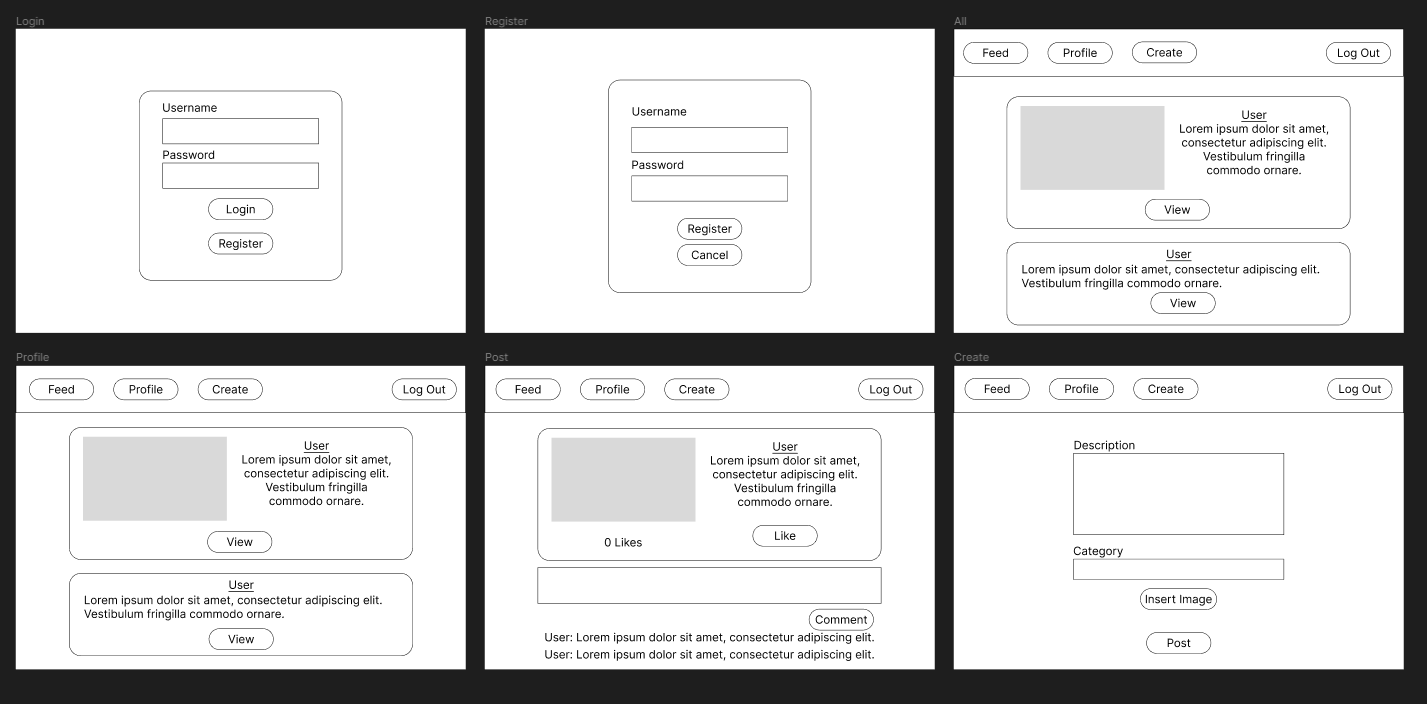 Login
Username
Password
Login
Register
Register
Username
Password
Register
Cancel
All
Feed Profile Create Log Out
User
Lorem ipsum dolor sit amet,
consectetur adipiscing elit.
Vestibulum fringilla
commodo ornare.
View
User
Lorem ipsum dolor sit amet, consectetur adipiscing elit.
Vestibulum fringilla commodo ornare.
View
Profile
Feed Profile Create Log Out
User
Lorem ipsum dolor sit amet,
consectetur adipiscing elit.
Vestibulum fringilla
commodo ornare.
View
User
Lorem ipsum dolor sit amet, consectetur adipiscing elit.
Vestibulum fringilla commodo ornare.
View
Post
Feed Profile Create Log Out
User
Lorem ipsum dolor sit amet,
consectetur adipiscing elit.
Vestibulum fringilla
commodo ornare.
0 Likes Like
Comment
User: Lorem ipsum dolor sit amet, consectetur adipiscing elit.
User: Lorem ipsum dolor sit amet, consectetur adipiscing elit.
Create
Feed Profile Create Log Out
Description
Category
Insert Image
Post